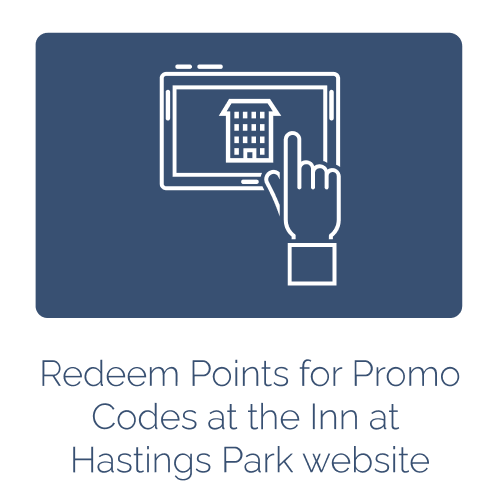 Redeem Points for Promo
Codes at the Inn at
Hastings Park website